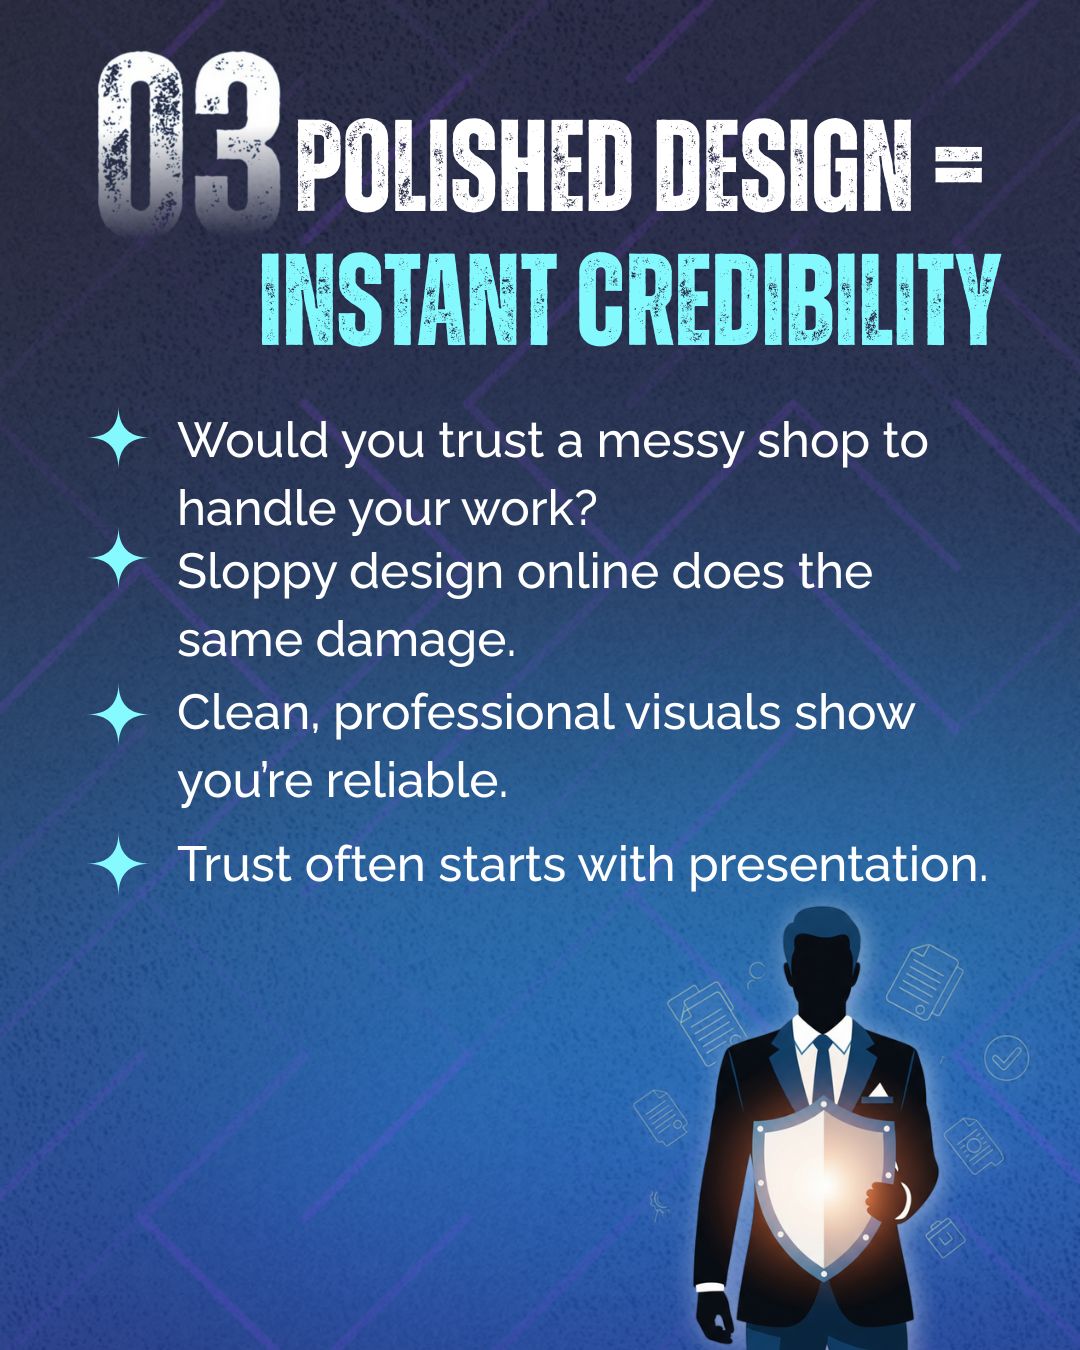 03 POLISHED DESIGN =
INSTANT CREDIBILITY
Would you trust a messy shop to
handle your work?
Sloppy design online does the
same damage.
Clean, professional visuals show
you’re reliable.
Trust often starts with presentation.